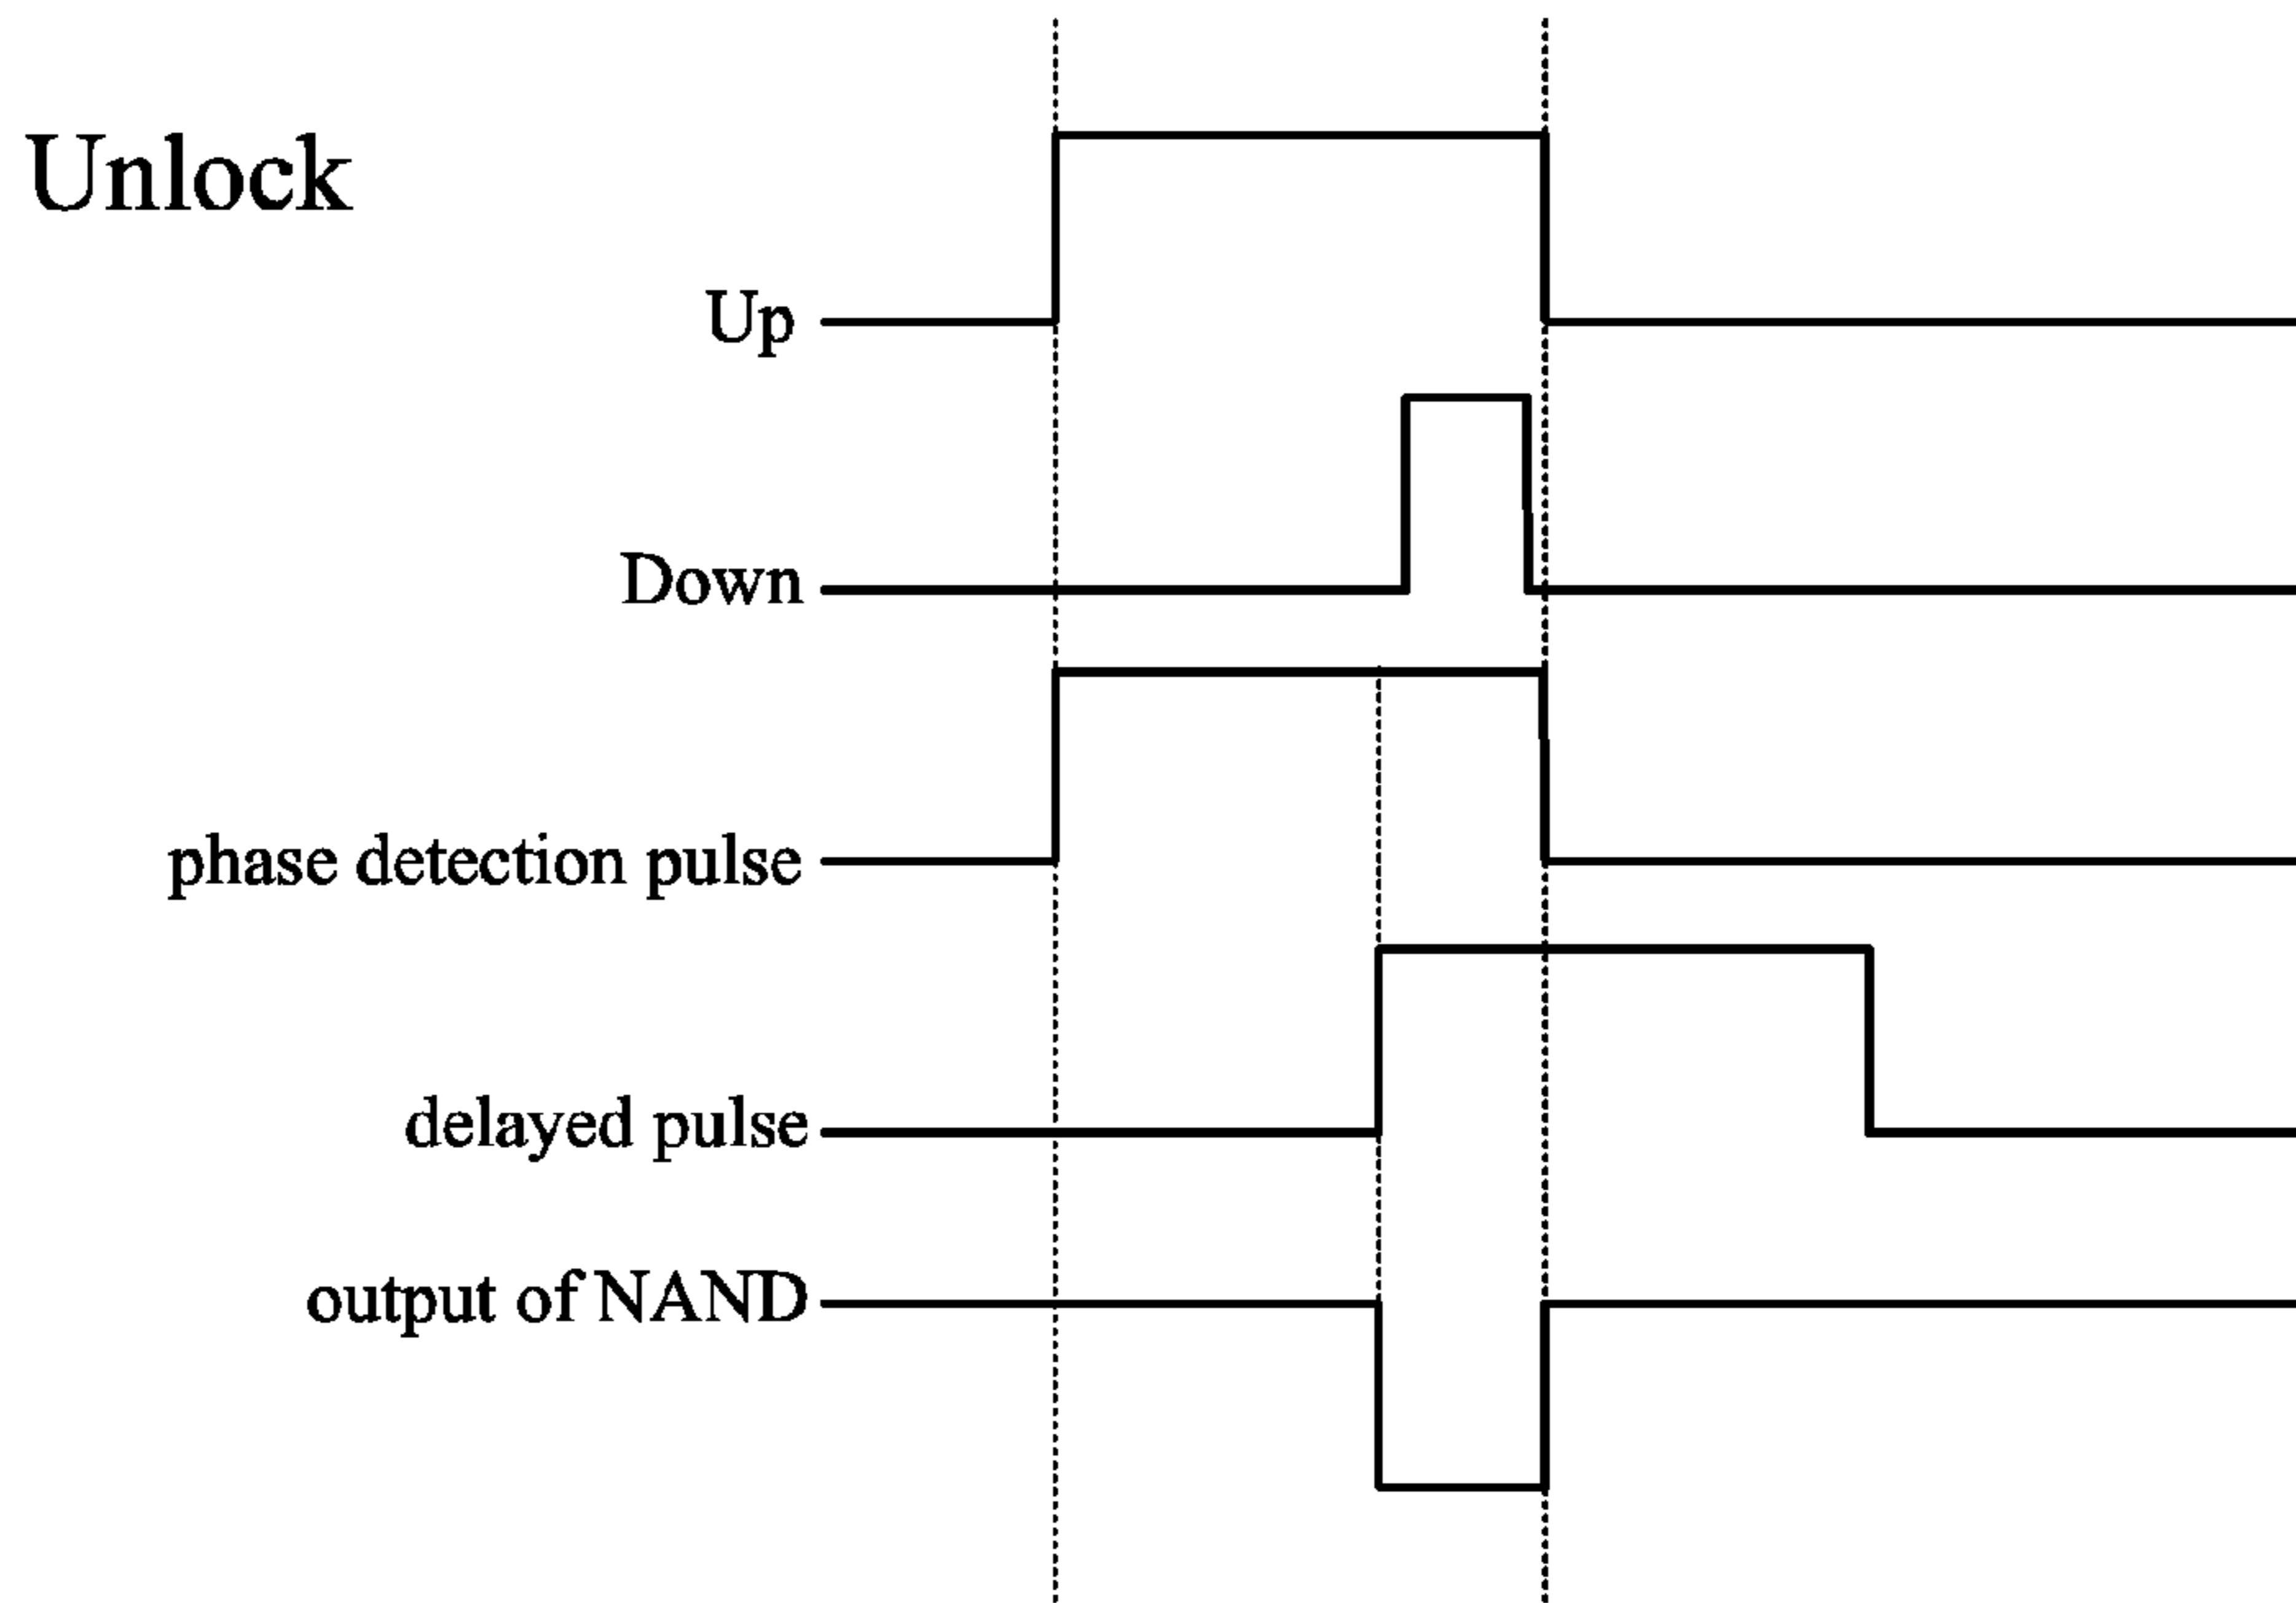 Unlock
Up
Down
phase detection pulse
delayed pulse
output of NAND